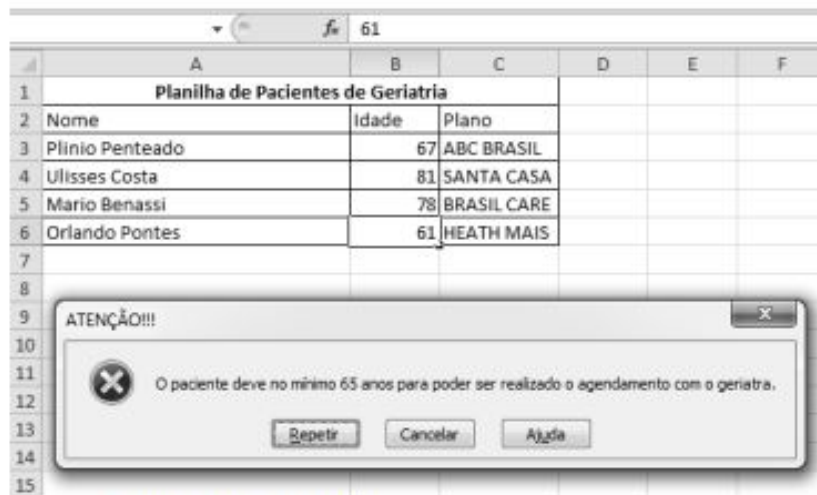 fx 61
A B C D E F
1 Planilha de Pacientes de Geriatria
2 Nome Idade Plano
3 Plinio Penteado 67 ABC BRASIL
4 Ulisses Costa 81 SANTA CASA
5 Mario Benassi 78 BRASIL CARE
6 Orlando Pontes 61 HEATH MAIS
7
8
9
ATENÇÃO!!!
x
10
11
O paciente deve no mínimo 65 anos para poder ser realizado o agendamento com o geriatra.
12
13
Repetir Cancelar Ajuda
14
15